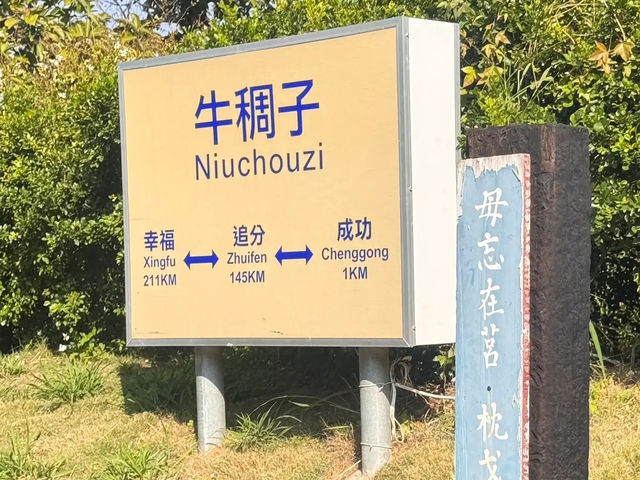 牛稠子
Niuchouzi
幸福 追分 成功
Xingfu Zhuifen Chenggong
211KM 145KM 1KM
毋忘在莒·枕戈